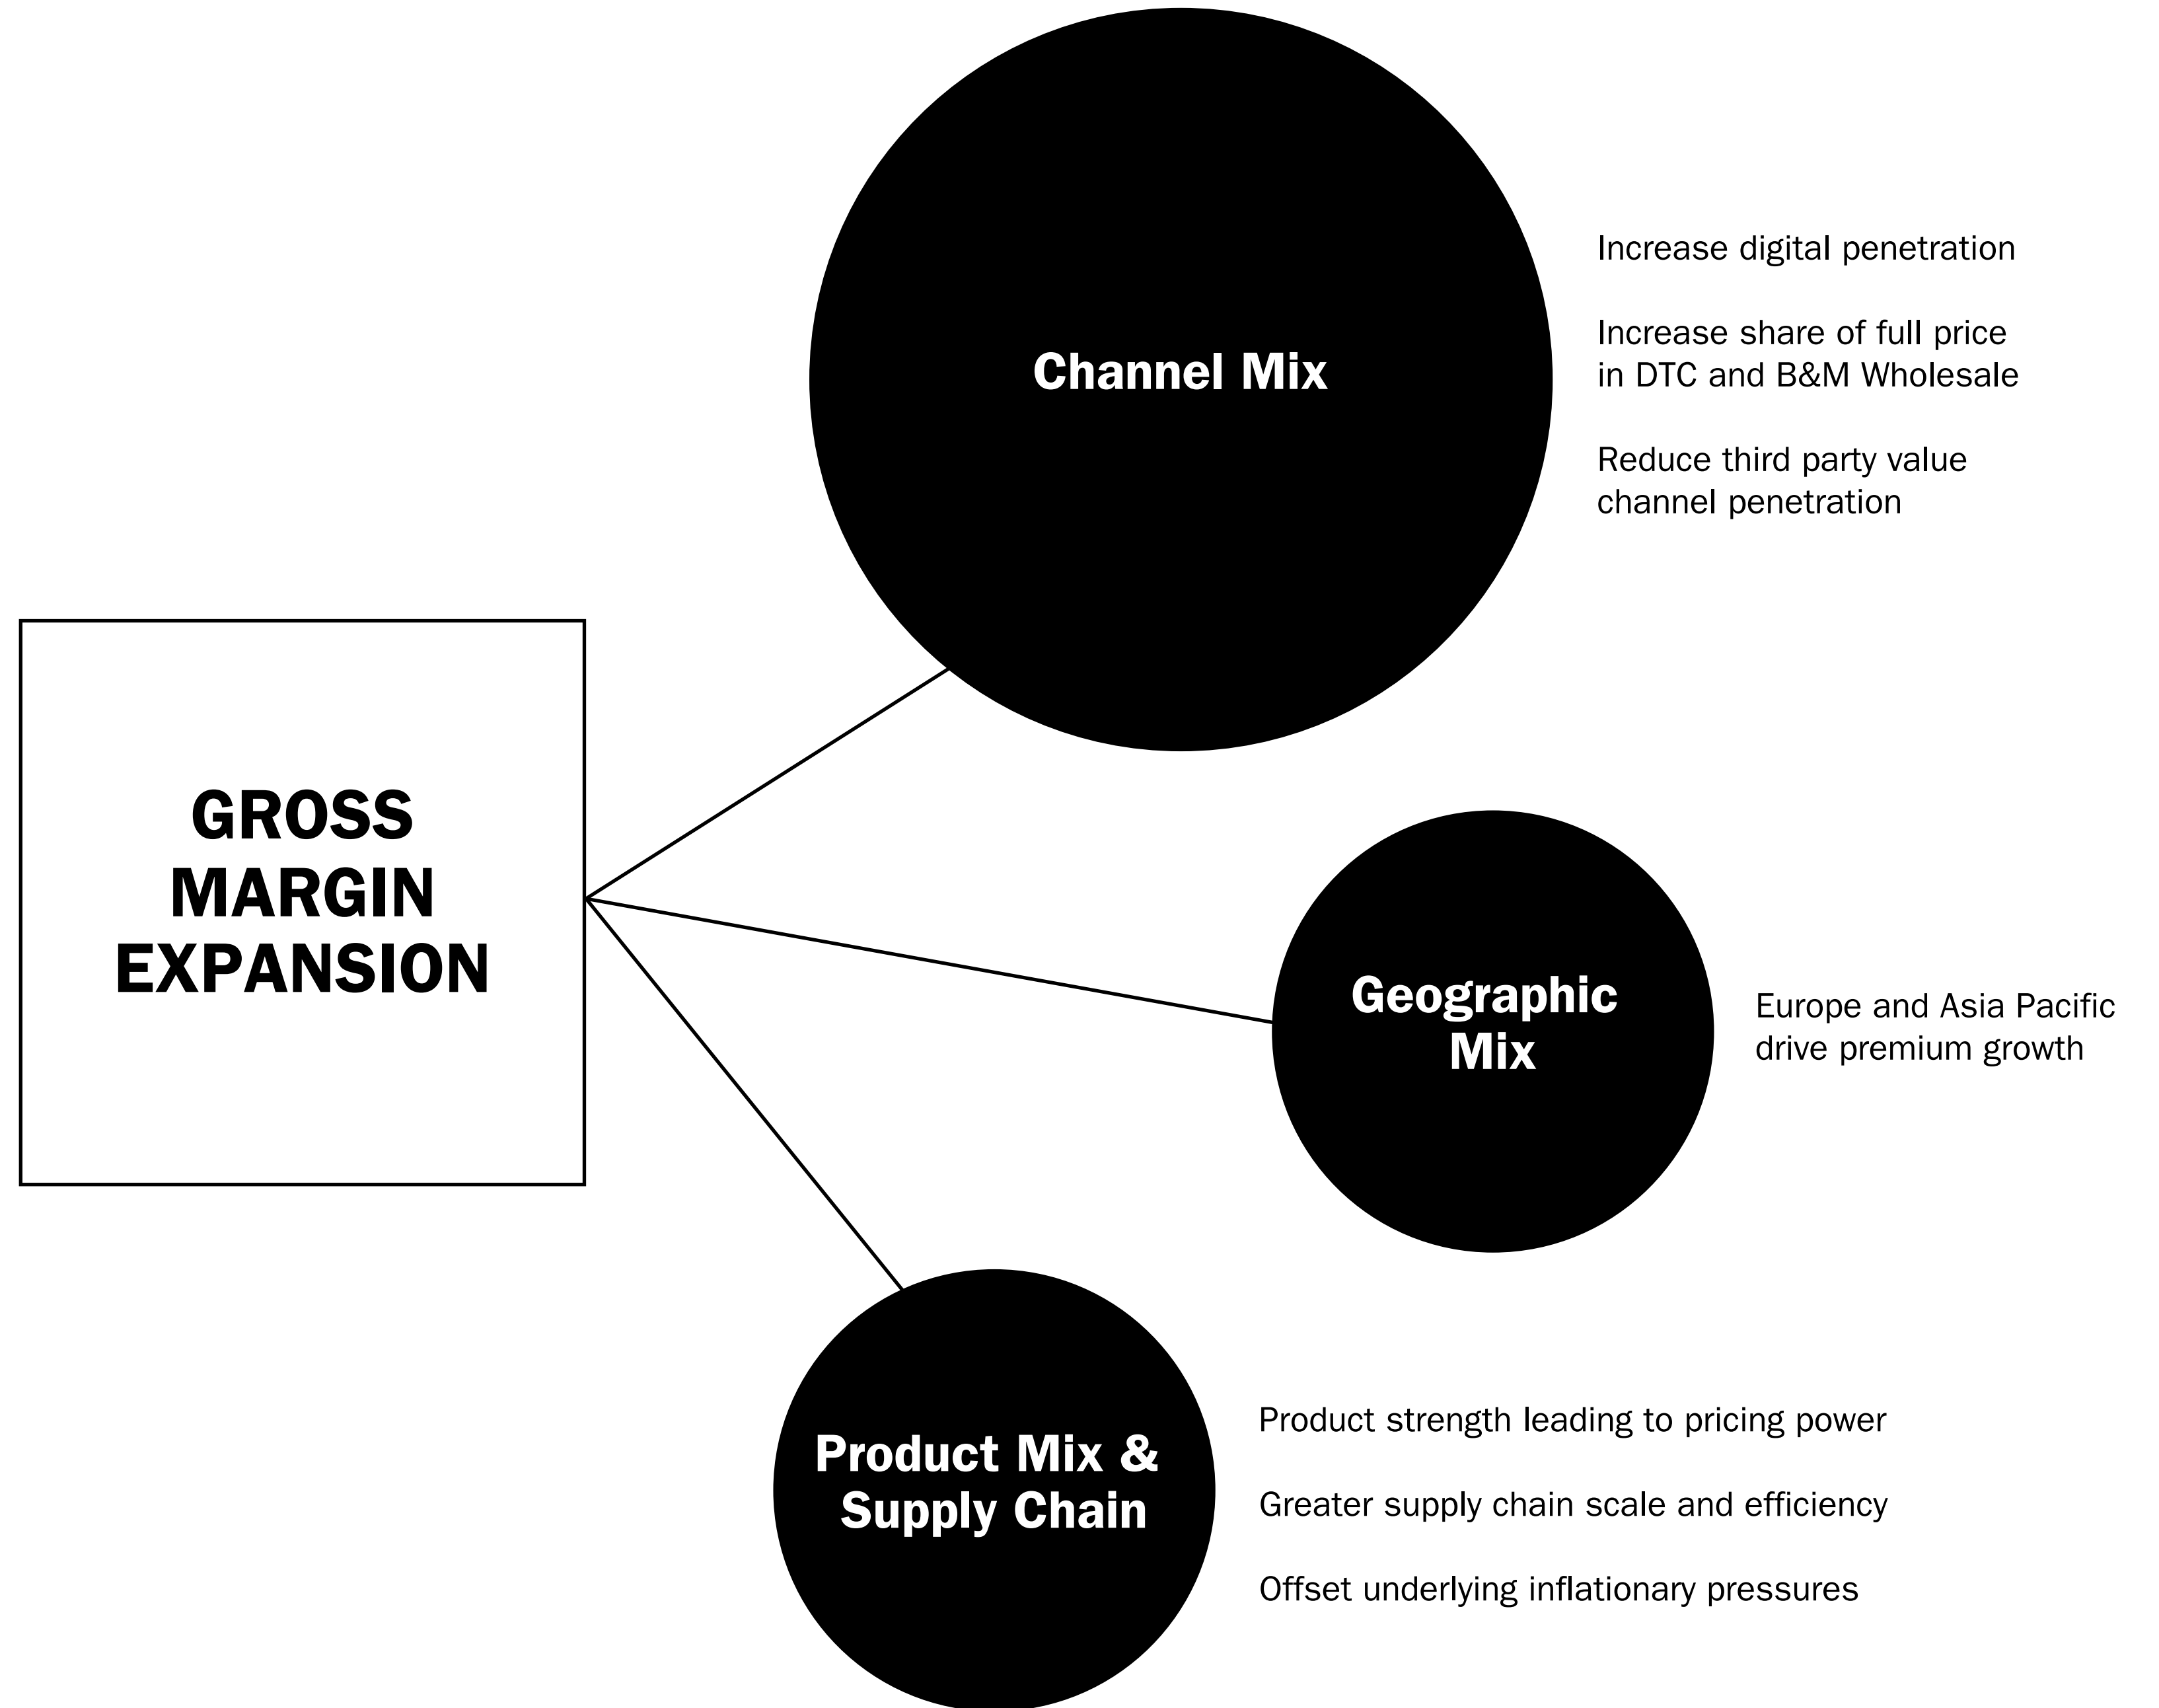 GROSS
MARGIN
EXPANSION
Channel Mix
Increase digital penetration
Increase share of full price
in DTC and B&M Wholesale
Reduce third party value
channel penetration
Geographic
Mix
Europe and Asia Pacific
drive premium growth
Product Mix &
Supply Chain
Product strength leading to pricing power
Greater supply chain scale and efficiency
Offset underlying inflationary pressures